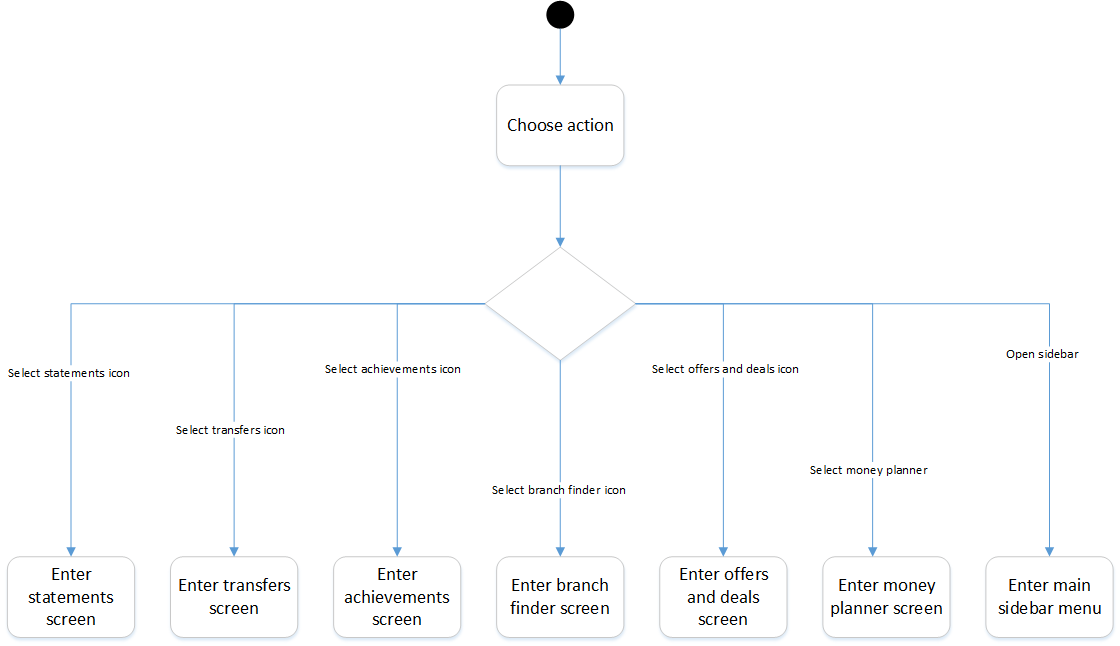 Choose action
Open sidebar
Select statements icon
Select achievements icon
Select offers and deals icon
Select transfers icon
Select money planner
Select branch finder icon
Enter
statements
screen
Enter transfers
screen
Enter
achievements
screen
Enter branch
finder screen
Enter offers
and deals
screen
Enter money
planner screen
Enter main
sidebar menu